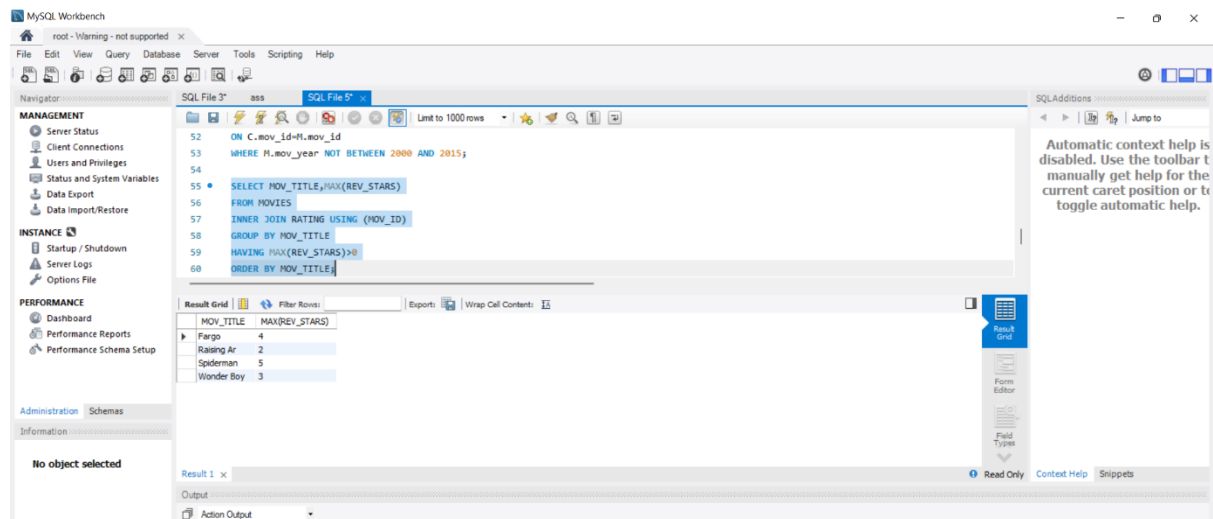 MySQL Workbench
root - Warning - not supported ×
File Edit View Query Database Server Tools Scripting Help
Navigator
MANAGEMENT
Server Status
Client Connections
Users and Privileges
Status and System Variables
Data Export
Data Import/Restore
INSTANCE
Startup / Shutdown
Server Logs
Options File
PERFORMANCE
Dashboard
Performance Reports
Performance Schema Setup
Administration Schemas
Information
No object selected
SQL File 3* ass SQL File 5* ×
Limit to 1000 rows
52 ON C.mov_id=M.mov_id
53 WHERE M.mov_year NOT BETWEEN 2000 AND 2015;
54
55 SELECT MOV_TITLE,MAX(REV_STARS)
56 FROM MOVIES
57 INNER JOIN RATING USING (MOV_ID)
58 GROUP BY MOV_TITLE
59 HAVING MAX(REV_STARS)>0
60 ORDER BY MOV_TITLE;
Result Grid Filter Rows: Export: Wrap Cell Content:
MOV_TITLE MAX(REV_STARS)
Fargo 4
Raising Ar 2
Spiderman 5
Wonder Boy 3
Result
Grid
Form
Editor
Field
Types
Result 1 × Read Only
Output
Action Output
SQLAdditions
Jump to
Automatic context help is
disabled. Use the toolbar t
manually get help for the
current caret position or to
toggle automatic help.
Context Help Snippets